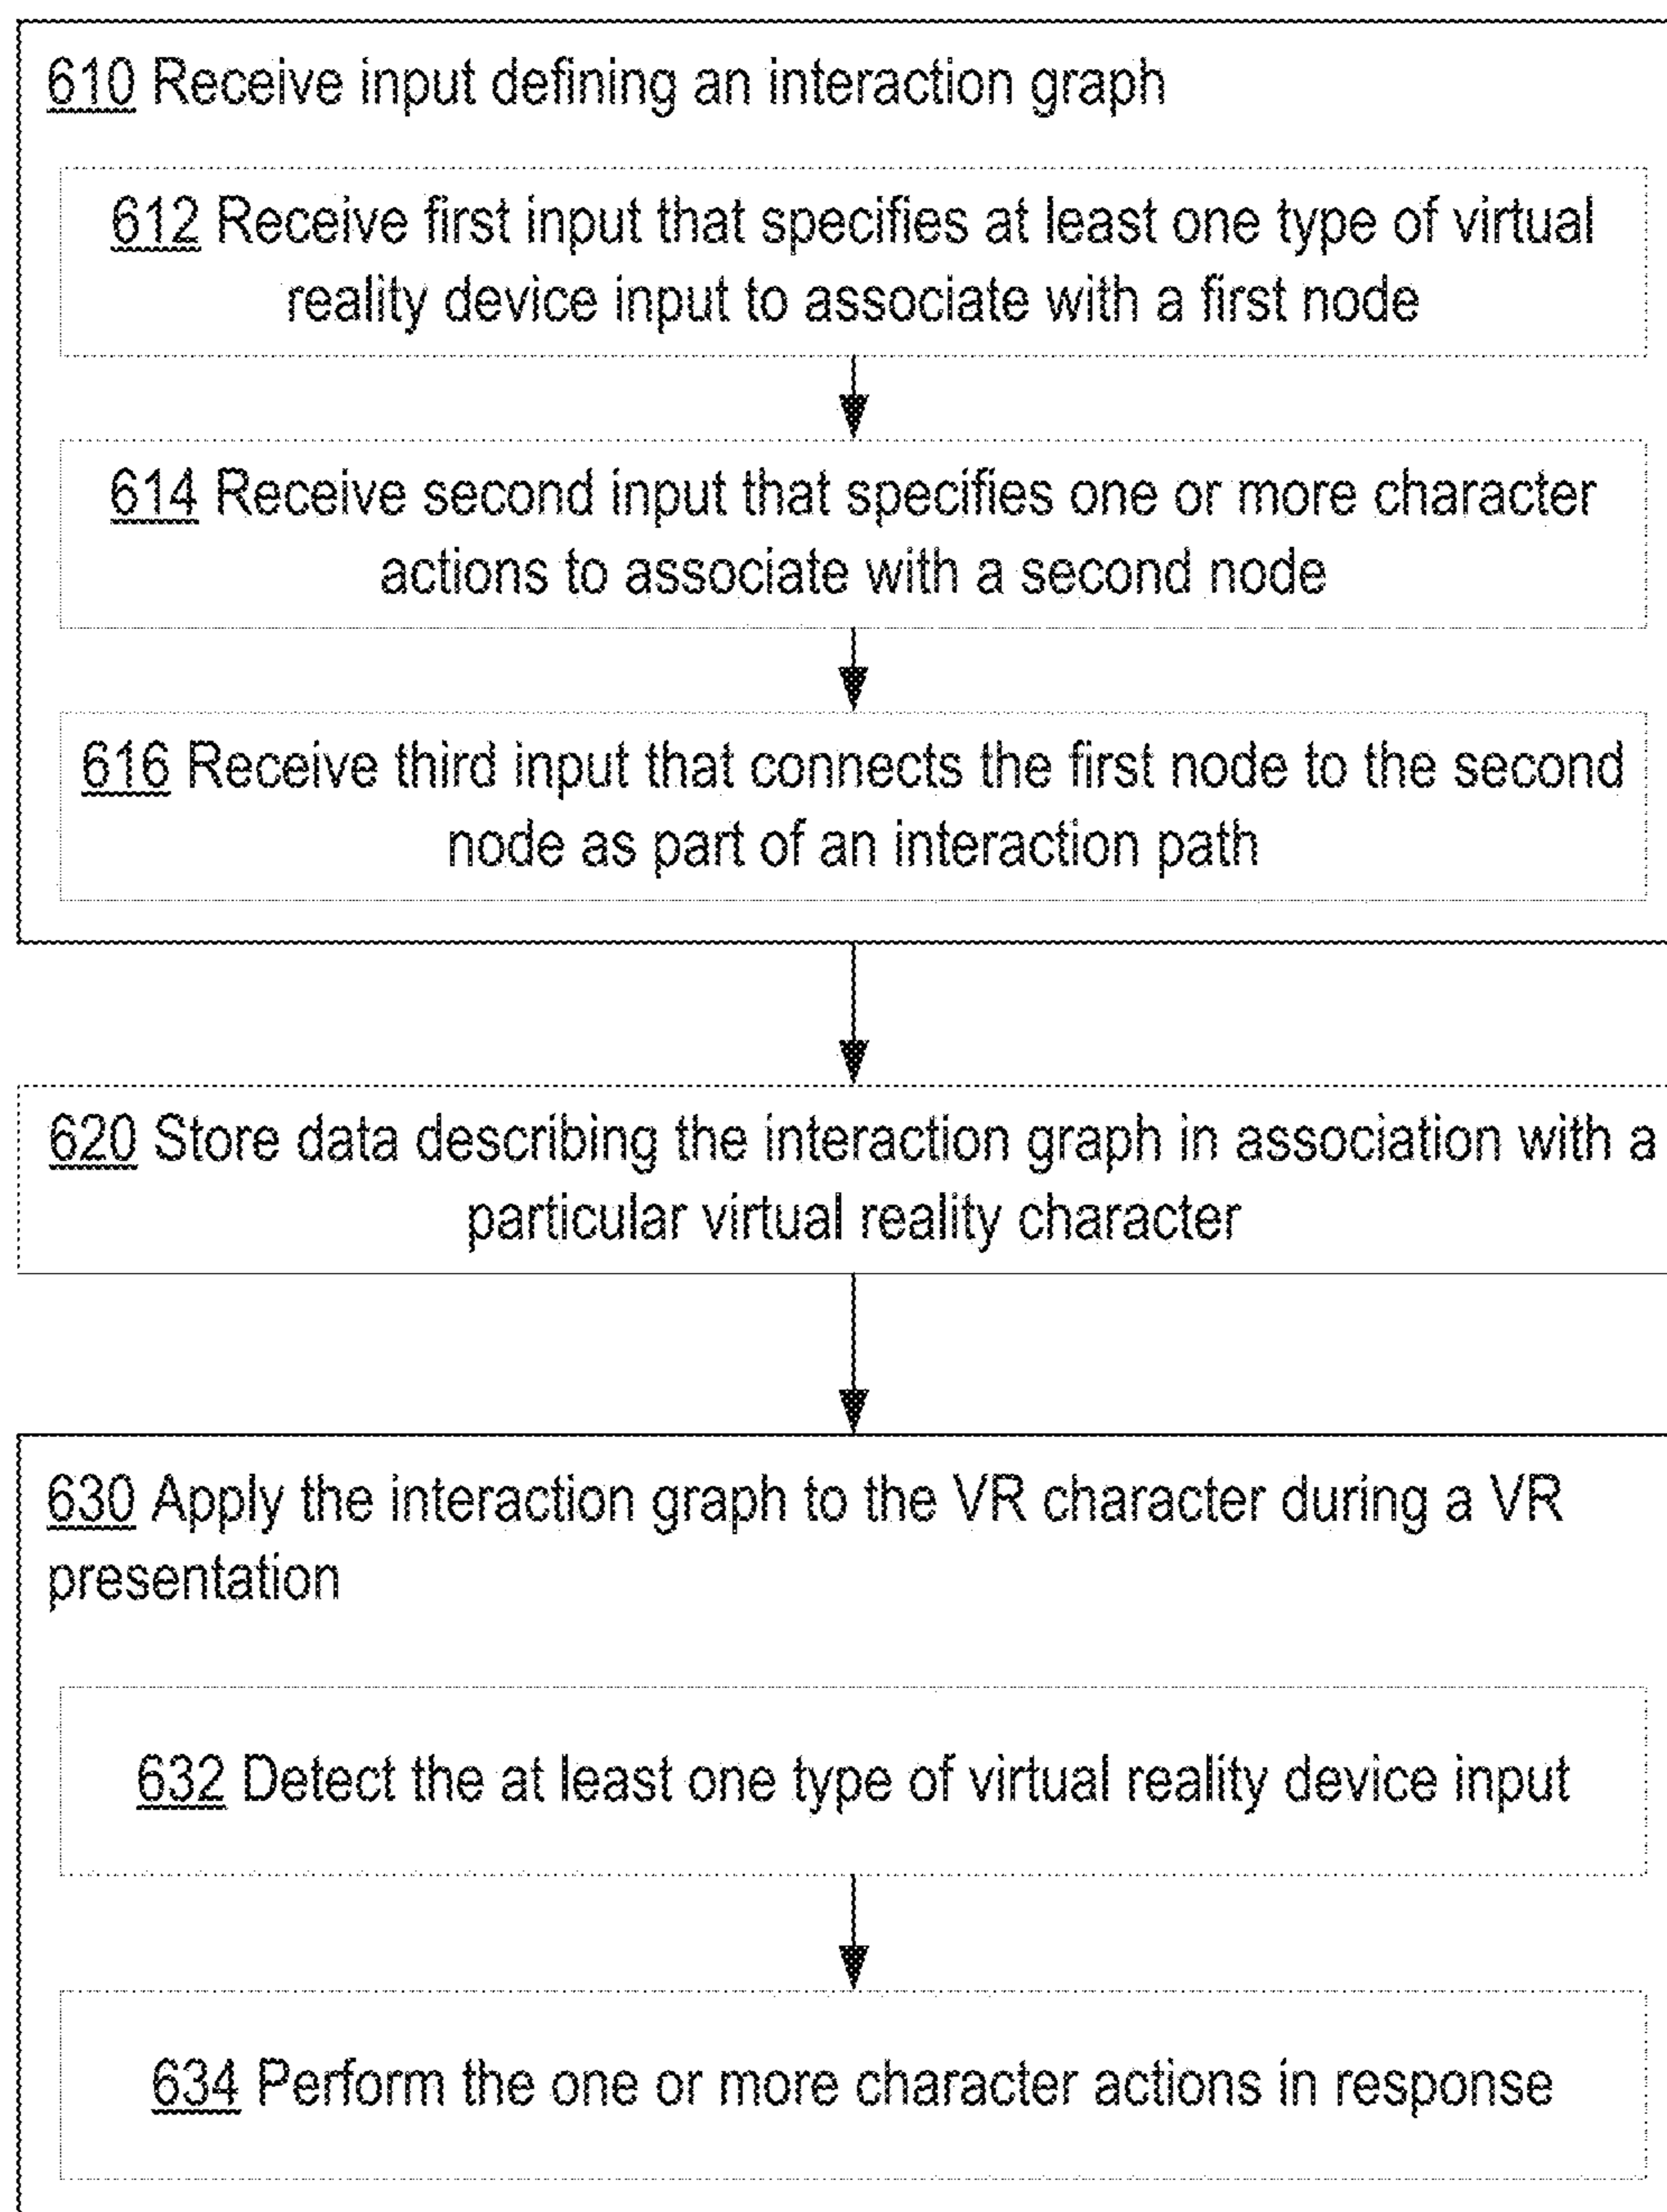 610 Receive input defining an interaction graph
612 Receive first input that specifies at least one type of virtual
reality device input to associate with a first node
614 Receive second input that specifies one or more character
actions to associate with a second node
616 Receive third input that connects the first node to the second
node as part of an interaction path
620 Store data describing the interaction graph in association with a
particular virtual reality character
630 Apply the interaction graph to the VR character during a VR
presentation
632 Detect the at least one type of virtual reality device input
634 Perform the one or more character actions in response